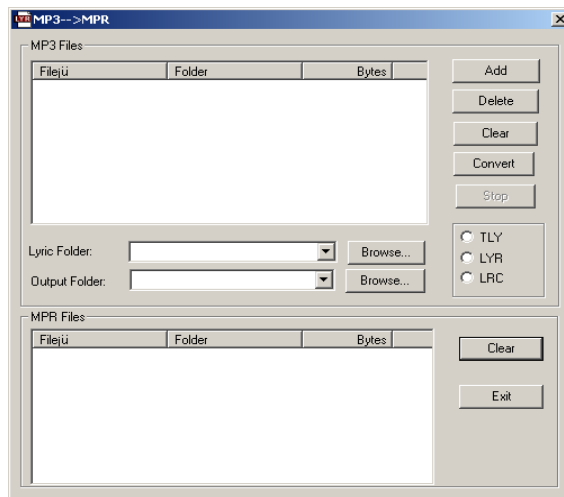 LYR MP3-->MPR
MP3 Files
Filejü Folder Bytes
Add
Delete
Clear
Convert
Stop
Lyric Folder: Browse...
Output Folder: Browse...
TLY
LYR
LRC
MPR Files
Filejü Folder Bytes
Clear
Exit